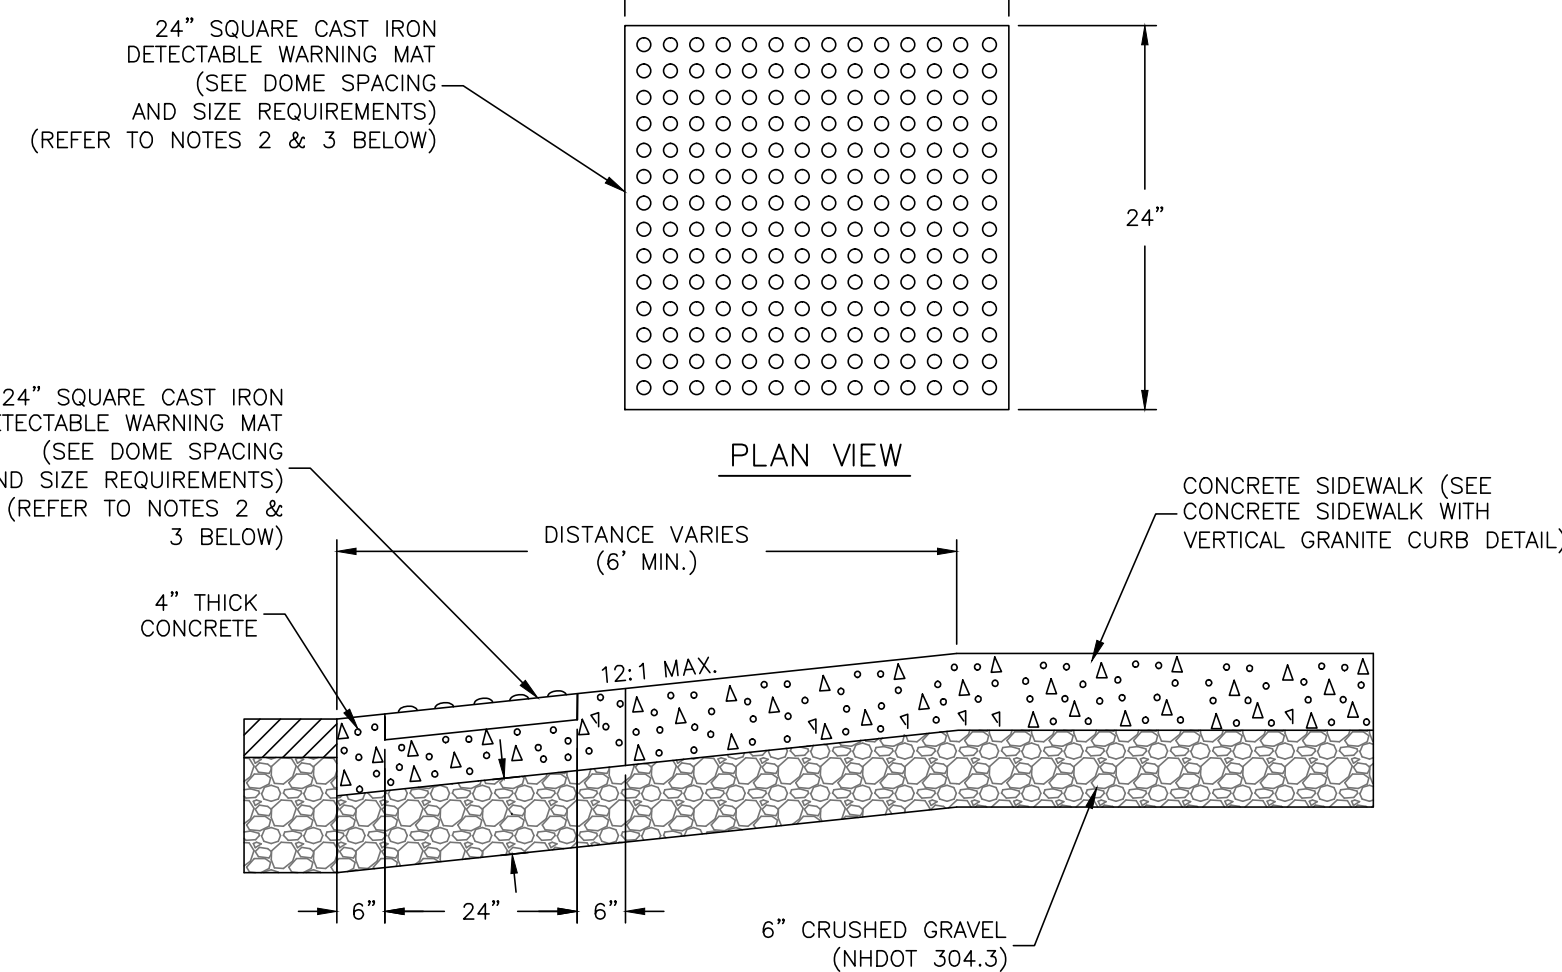 24” SQUARE CAST IRON
DETECTABLE WARNING MAT
(SEE DOME SPACING
AND SIZE REQUIREMENTS)
(REFER TO NOTES 2 & 3 BELOW)
24”
PLAN VIEW
24” SQUARE CAST IRON
ETECTABLE WARNING MAT
(SEE DOME SPACING
ND SIZE REQUIREMENTS)
(REFER TO NOTES 2 &
3 BELOW)
DISTANCE VARIES
(6’ MIN.)
CONCRETE SIDEWALK (SEE
CONCRETE SIDEWALK WITH
VERTICAL GRANITE CURB DETAIL)
4” THICK
CONCRETE
12:1 MAX.
6”
24”
6”
6” CRUSHED GRAVEL
(NHDOT 304.3)